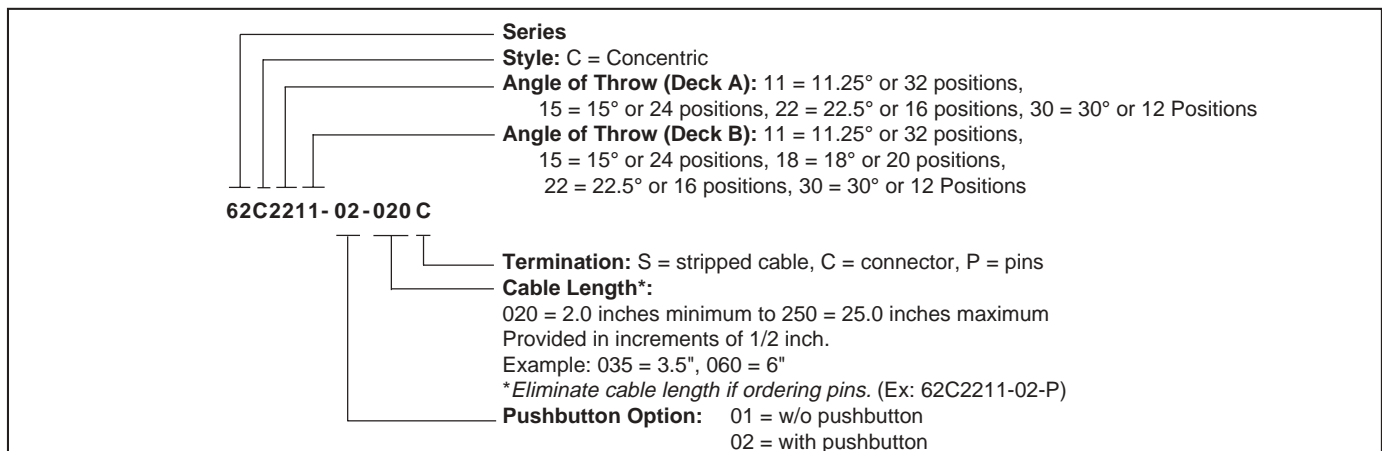 Series
Style: C = Concentric
Angle of Throw (Deck A): 11 = 11.25° or 32 positions,
15 = 15° or 24 positions, 22 = 22.5° or 16 positions, 30 = 30° or 12 Positions
Angle of Throw (Deck B): 11 = 11.25° or 32 positions,
15 = 15° or 24 positions, 18 = 18° or 20 positions,
22 = 22.5° or 16 positions, 30 = 30° or 12 Positions
62C2211-02-020C
Termination: S = stripped cable, C = connector, P = pins
Cable Length*:
020 = 2.0 inches minimum to 250 = 25.0 inches maximum
Provided in increments of 1/2 inch.
Example: 035 = 3.5", 060 = 6"
*Eliminate cable length if ordering pins. (Ex: 62C2211-02-P)
Pushbutton Option: 01 = w/o pushbutton
02 = with pushbutton